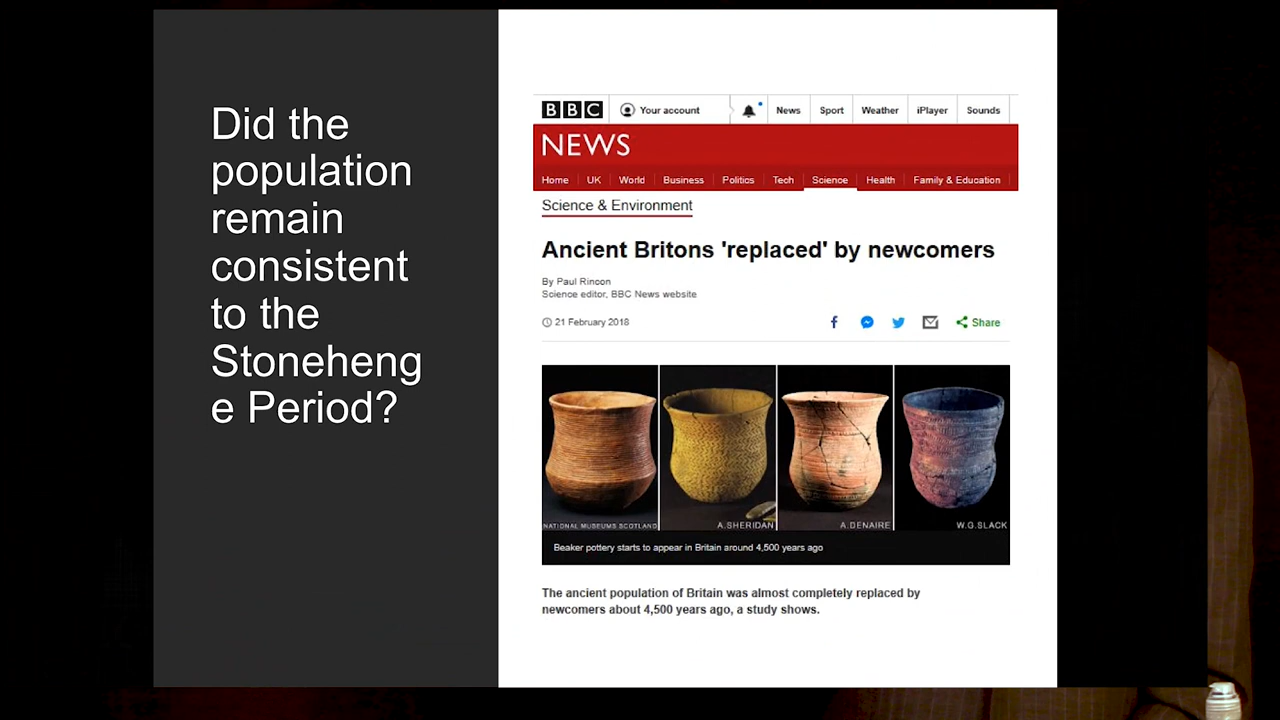 Did the
population
remain
consistent
to the
Stoneheng
e Period?
BBC Your account News Sport Weather iPlayer Sounds
NEWS
Home UK World Business Politics Tech Science Health Family & Education
Science & Environment
Ancient Britons 'replaced' by newcomers
By Paul Rincon
Science editor, BBC News website
21 February 2018 Share
NATIONAL MUSEUMS SCOTLAND A.SHERIDAN A.DENAIRE W.G.SLACK
Beaker pottery starts to appear in Britain around 4,500 years ago
The ancient population of Britain was almost completely replaced by
newcomers about 4,500 years ago, a study shows.